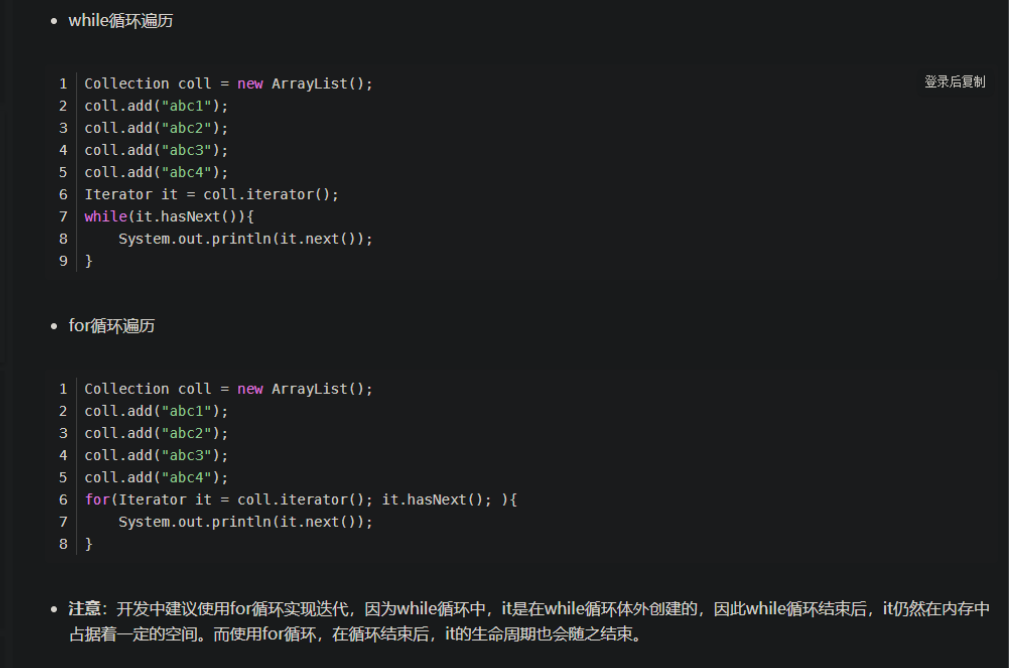 while循环遍历
登录后复制
1 Collection coll = new ArrayList();
2 coll.add("abc1");
3 coll.add("abc2");
4 coll.add("abc3");
5 coll.add("abc4");
6 Iterator it = coll.iterator();
7 while(it.hasNext()){
8     System.out.println(it.next());
9 }
for循环遍历
1 Collection coll = new ArrayList();
2 coll.add("abc1");
3 coll.add("abc2");
4 coll.add("abc3");
5 coll.add("abc4");
6 for(Iterator it = coll.iterator(); it.hasNext(); ){
7     System.out.println(it.next());
8 }
注意：开发中建议使用for循环实现迭代，因为while循环中，it是在while循环体外创建的，因此while循环结束后，it仍然在内存中
占据着一定的空间。而使用for循环，在循环结束后，it的生命周期也会随之结束。